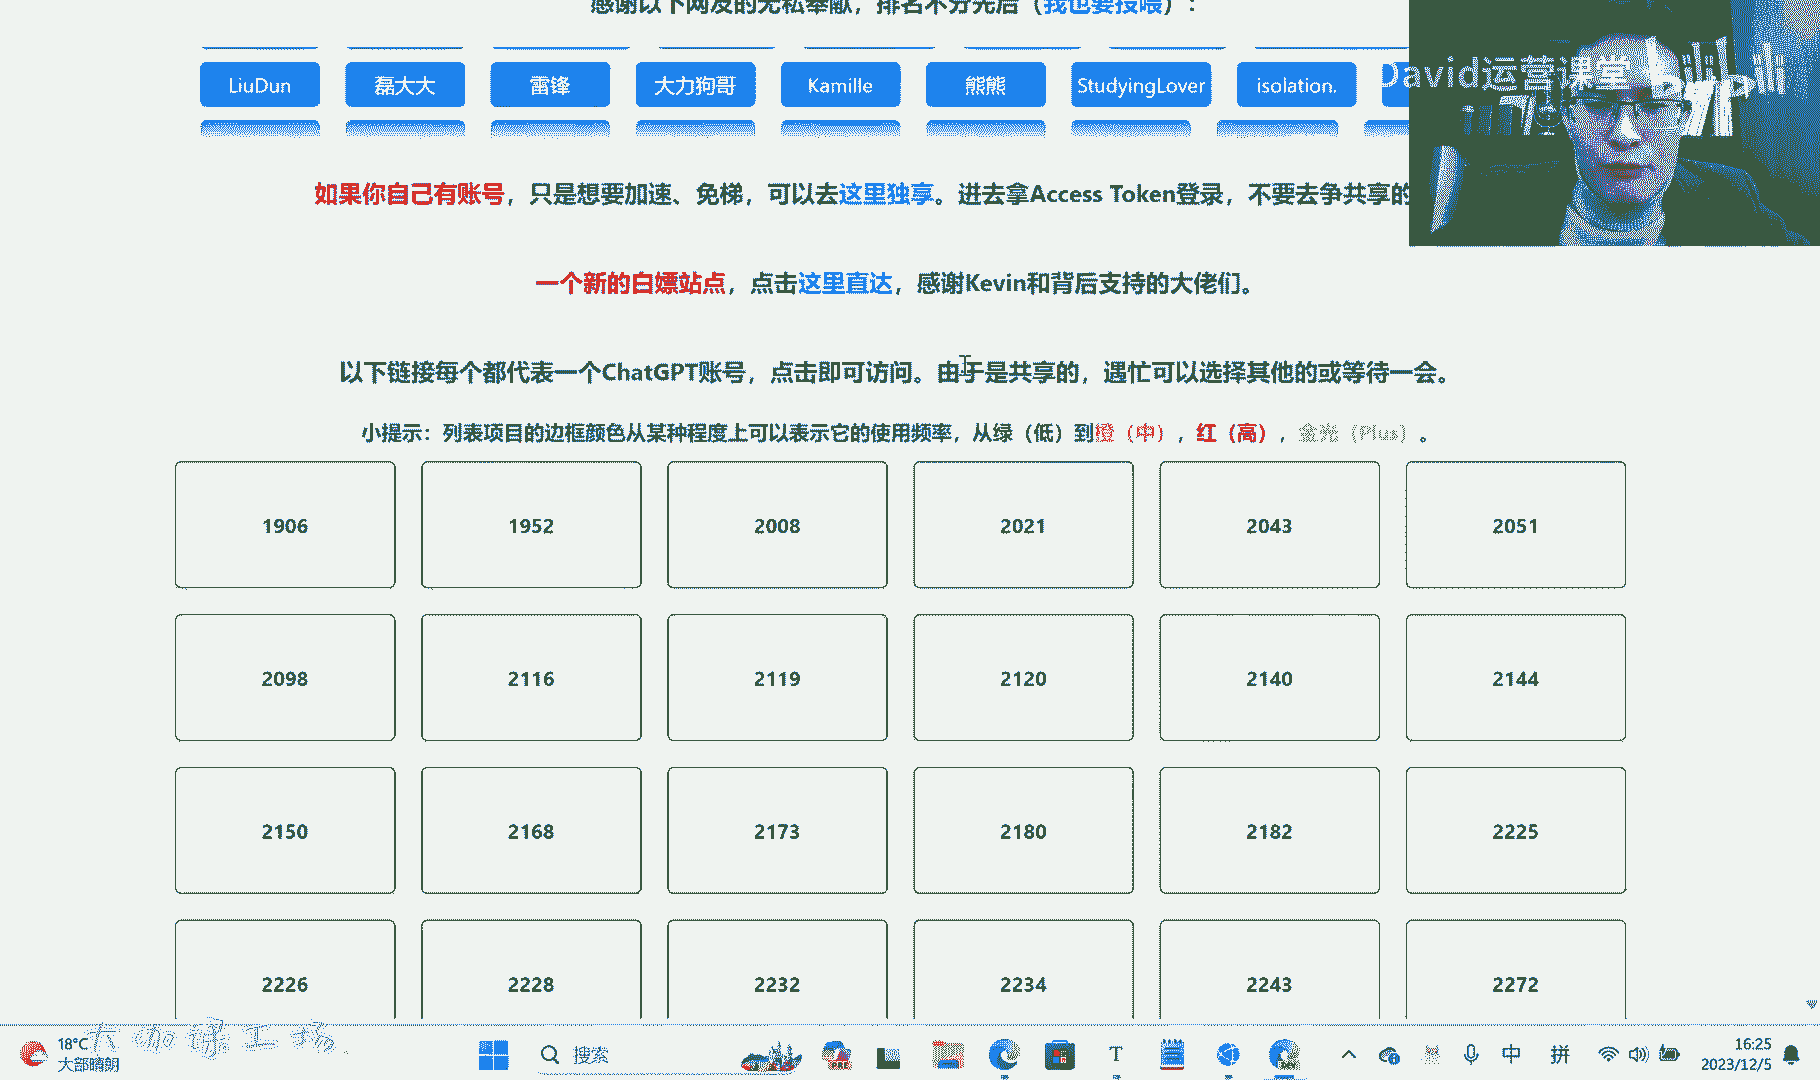 感谢以下网友的无私奉献，排名不分先后（我也要投喂）：
LiuDun
磊大大
雷锋
大力狗哥
Kamille
熊熊
StudyingLover
isolation.
David运营课堂
如果你自己有账号，只是想要加速、免梯，可以去这里独享。进去拿Access Token登录，不要去争共享的
一个新的白嫖站点，点击这里直达，感谢Kevin和背后支持的大佬们。
以下链接每个都代表一个ChatGPT账号，点击即可访问。由于是共享的，遇忙可以选择其他的或等待一会。
小提示：列表项目的边框颜色从某种程度上可以表示它的使用频率，从绿（低）到橙（中），红（高），金光（Plus）。
1906
1952
2008
2021
2043
2051
2098
2116
2119
2120
2140
2144
2150
2168
2173
2180
2182
2225
2226
2228
2232
2234
2243
2272
大咖课工场
18°C
大部晴朗
搜索
中
拼
16:25
2023/12/5